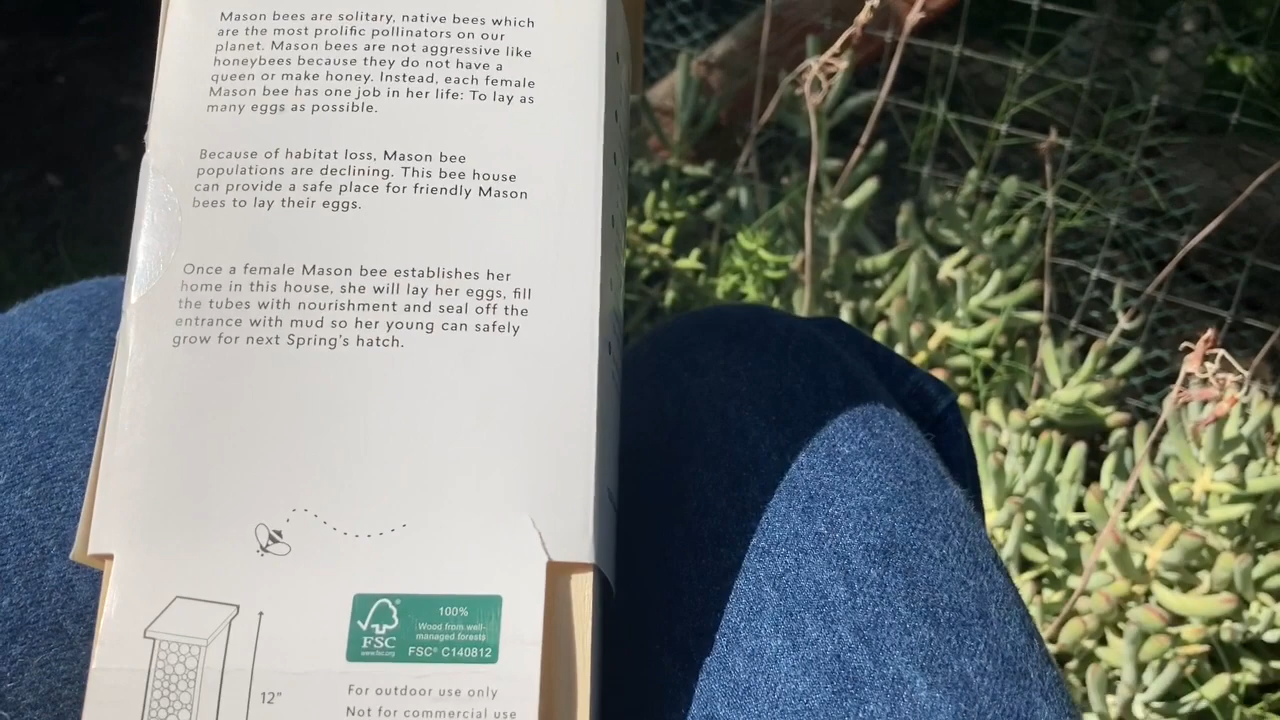 Mason bees are solitary, native bees which
are the most prolific pollinators on our
planet. Mason bees are not aggressive like
honeybees because they do not have a
queen or make honey. Instead, each female
Mason bee has one job in her life: To lay as
many eggs as possible.
Because of habitat loss, Mason bee
populations are declining. This bee house
can provide a safe place for friendly Mason
bees to lay their eggs.
Once a female Mason bee establishes her
home in this house, she will lay her eggs, fill
the tubes with nourishment and seal off the
entrance with mud so her young can safely
grow for next Spring's hatch.
FSC
www.fsc.org
100%
Wood from well-
managed forests
FSC® C140812
12"
For outdoor use only
Not for commercial use